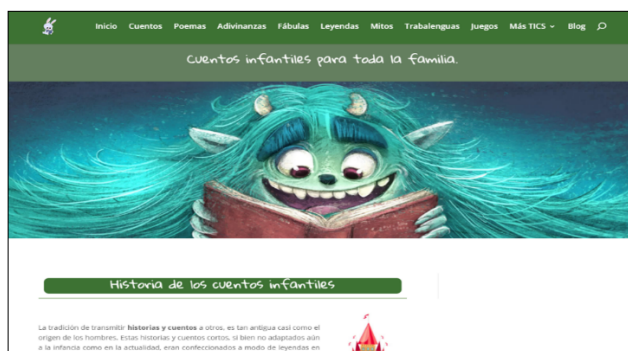 Inicio Cuentos Poemas Adivinanzas Fábulas Leyendas Mitos Trabalenguas Juegos Más TICS Blog
Cuentos infantiles para toda la familia.
Historia de los cuentos infantiles
La tradición de transmitir historias y cuentos a otros, es tan antigua casi como el
origen de los hombres. Estas historias y cuentos cortos, si bien no adaptados aún
a la infancia como en la actualidad, eran confeccionados a modo de leyendas en